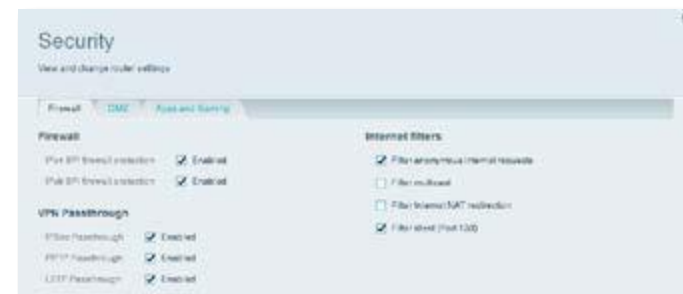 Security
View and change router settings
Firewall DMZ Apps and Gaming
Firewall
IPv4 SPI firewall protection Enabled
IPv6 SPI firewall protection Enabled
VPN Passthrough
IPSec Passthrough Enabled
PPTP Passthrough Enabled
L2TP Passthrough Enabled
Internet filters
Filter anonymous Internet requests
Filter multicast
Filter Internet NAT redirection
Filter ident (Port 113)